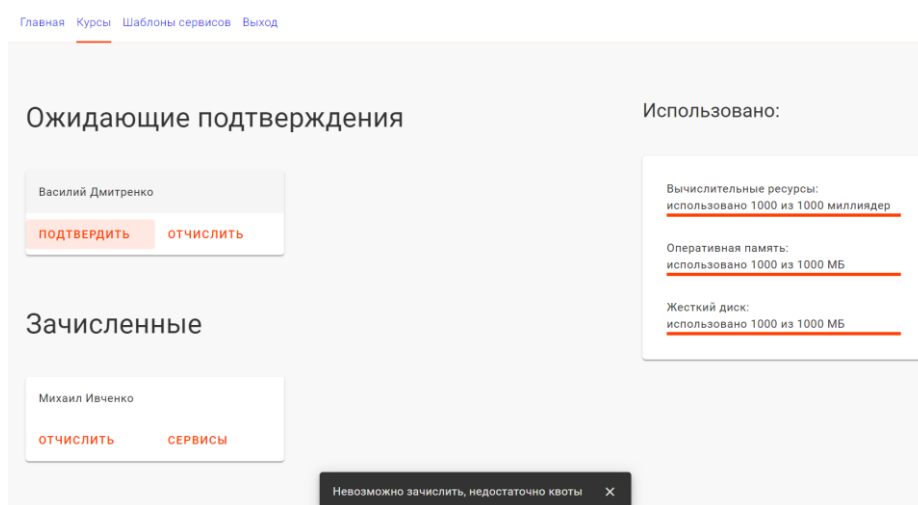 Главная Курсы Шаблоны сервисов Выход
Ожидающие подтверждения
Василий Дмитренко
ПОДТВЕРДИТЬ ОТЧИСЛИТЬ
Зачисленные
Михаил Ивченко
ОТЧИСЛИТЬ СЕРВИСЫ
Использовано:
Вычислительные ресурсы:
использовано 1000 из 1000 миллиядер
Оперативная память:
использовано 1000 из 1000 МБ
Жесткий диск:
использовано 1000 из 1000 МБ
Невозможно зачислить, недостаточно квоты